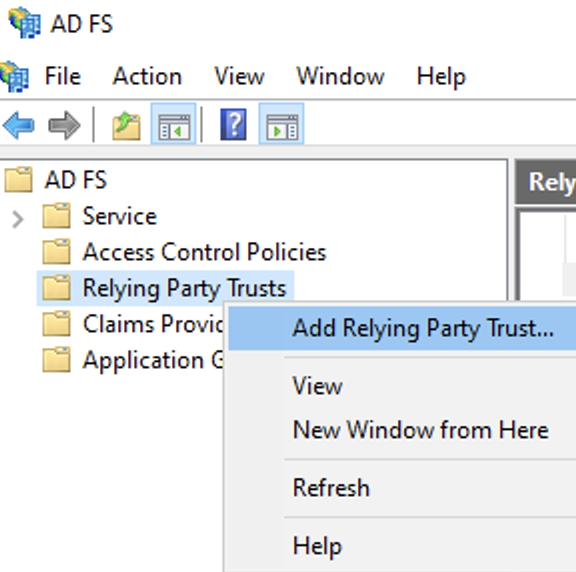 AD FS
File Action View Window Help
AD FS
Rely
Service
Access Control Policies
Relying Party Trusts
Claims Provid
Add Relying Party Trust...
Application G
View
New Window from Here
Refresh
Help